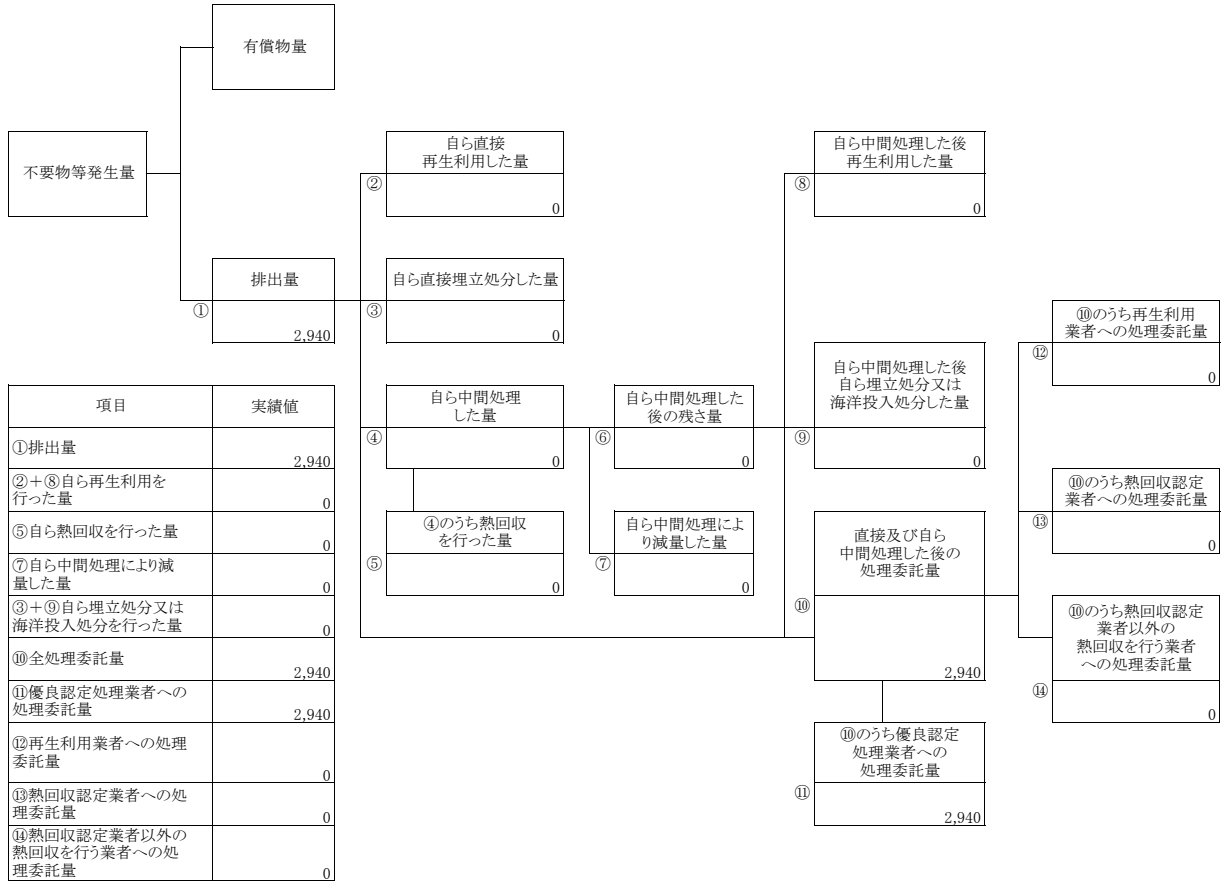 有償物量
不要物等発生量
自ら直接
再生利用した量
②
0
自ら中間処理した後
再生利用した量
⑧
0
排出量
①
2,940
自ら直接埋立処分した量
③
0
⑩のうち再生利用
業者への処理委託量
⑫
0
自ら中間処理
した量
④
0
自ら中間処理した
後の残さ量
⑥
0
自ら中間処理した後
自ら埋立処分又は
海洋投入処分した量
⑨
0
⑩のうち熱回収認定
業者への処理委託量
⑬
0
④のうち熱回収
を行った量
⑤
0
自ら中間処理によ
り減量した量
⑦
0
直接及び自ら
中間処理した後の
処理委託量
⑩
2,940
⑩のうち熱回収認定
業者以外の
熱回収を行う業者
への処理委託量
⑭
0
⑩のうち優良認定
処理業者への
処理委託量
⑪
2,940
項目 実績値
①排出量
2,940
②＋⑧自ら再生利用を
行った量
0
⑤自ら熱回収を行った量
0
⑦自ら中間処理により減
量した量
0
③＋⑨自ら埋立処分又は
海洋投入処分を行った量
0
⑩全処理委託量
2,940
⑪優良認定処理業者への
処理委託量
2,940
⑫再生利用業者への処理
委託量
0
⑬熱回収認定業者への処
理委託量
0
⑭熱回収認定業者以外の
熱回収を行う業者への処
理委託量
0